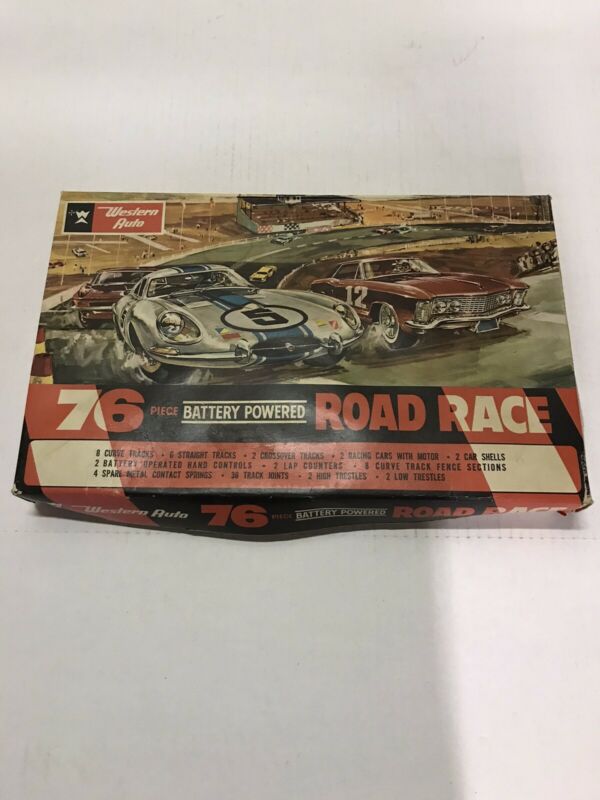 W
Western
Auto
6
12
76 PIECE BATTERY POWERED ROAD RACE
8 CURVE TRACKS • 6 STRAIGHT TRACKS • 2 CROSSOVER TRACKS • 2 RACING CARS WITH MOTOR • 2 CAR SHELLS
2 BATTERY OPERATED HAND CONTROLS • 2 LAP COUNTERS • 8 CURVE TRACK FENCE SECTIONS
4 SPARE METAL CONTACT SPRINGS • 36 TRACK JOINTS • 2 HIGH TRESTLES • 2 LOW TRESTLES
Western Auto 76 PIECE BATTERY POWERED ROAD RACE